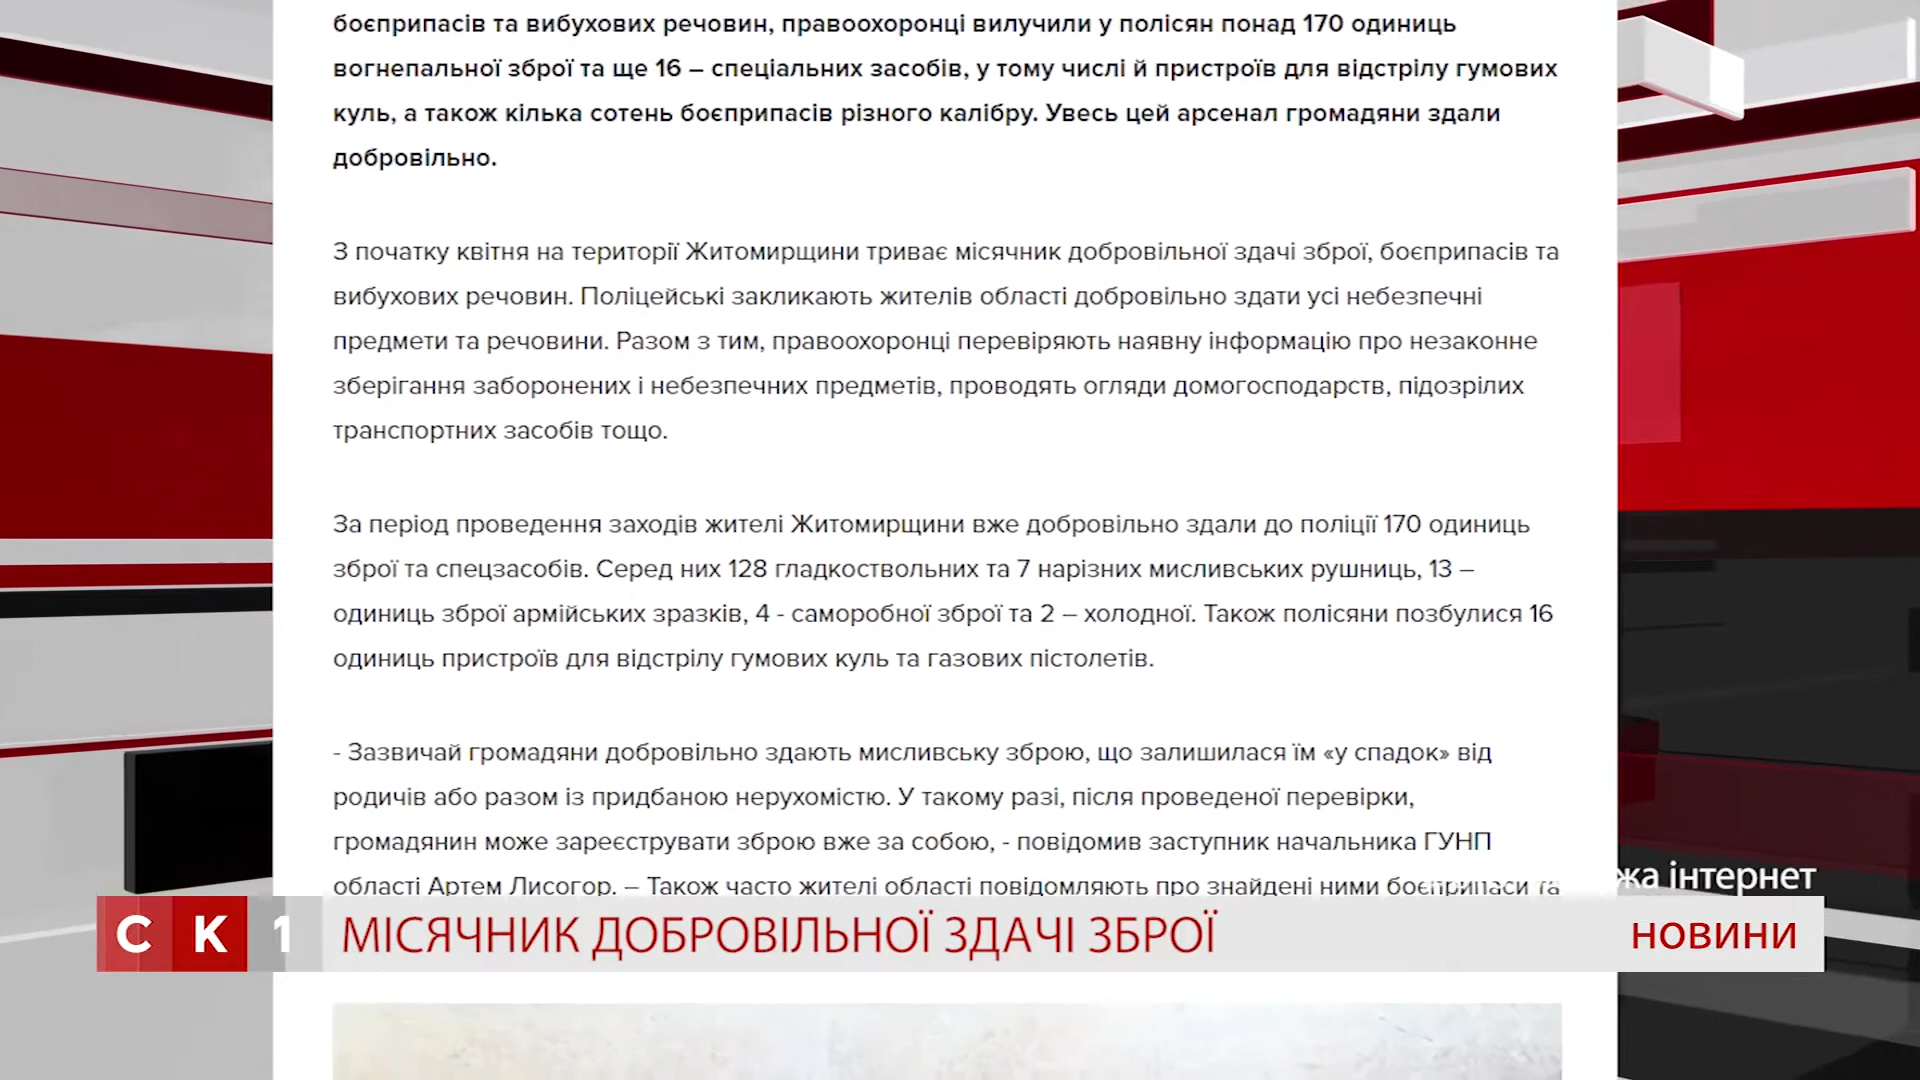 боєприпасів та вибухових речовин, правоохоронці вилучили у полісян понад 170 одиниць
вогнепальної зброї та ще 16 – спеціальних засобів, у тому числі й пристроїв для відстрілу гумових
куль, а також кілька сотень боєприпасів різного калібру. Увесь цей арсенал громадяни здали
добровільно.
З початку квітня на території Житомирщини триває місячник добровільної здачі зброї, боєприпасів та
вибухових речовин. Поліцейські закликають жителів області добровільно здати усі небезпечні
предмети та речовини. Разом з тим, правоохоронці перевіряють наявну інформацію про незаконне
зберігання заборонених і небезпечних предметів, проводять огляди домогосподарств, підозрілих
транспортних засобів тощо.
За період проведення заходів жителі Житомирщини вже добровільно здали до поліції 170 одиниць
зброї та спецзасобів. Серед них 128 гладкоствольних та 7 нарізних мисливських рушниць, 13 –
одиниць зброї армійських зразків, 4 - саморобної зброї та 2 – холодної. Також полісяни позбулися 16
одиниць пристроїв для відстрілу гумових куль та газових пістолетів.
- Зазвичай громадяни добровільно здають мисливську зброю, що залишилася їм «у спадок» від
родичів або разом із придбаною нерухомістю. У такому разі, після проведеної перевірки,
громадянин може зареєструвати зброю вже за собою, - повідомив заступник начальника ГУНП
області Артем Лисогор. – Також часто жителі області повідомляють про знайдені ними боєприпаси та
інтернет
СК1 МІСЯЧНИК ДОБРОВІЛЬНОЇ ЗДАЧІ ЗБРОЇ НОВИНИ